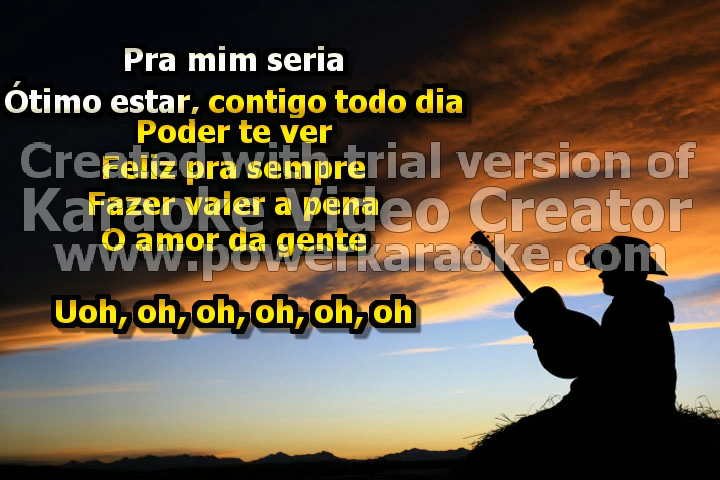 Pra mim seria
Ótimo estar, contigo todo dia
Poder te ver
Created with trial version of
Feliz pra sempre
Karaoke Video Creator
Fazer valer a pena
O amor da gente
www.powerkaraoke.com
Uoh, oh, oh, oh, oh, oh